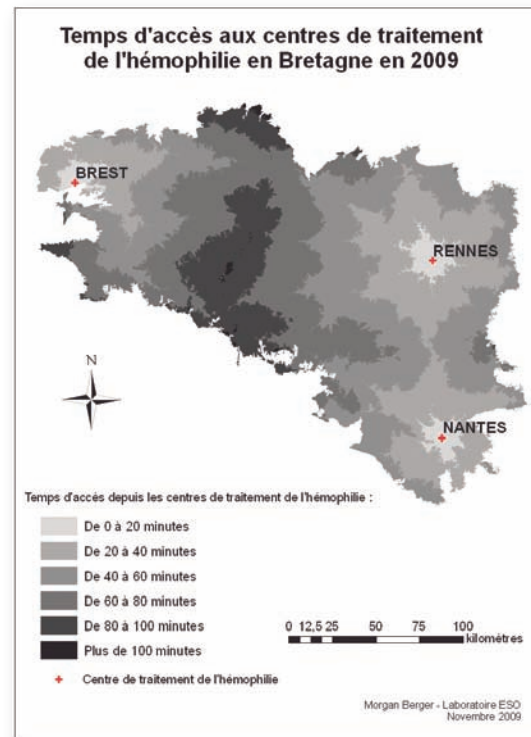 Temps d'accès aux centres de traitement
de l'hémophilie en Bretagne en 2009
BREST
RENNES
N
NANTES
Temps d'accès depuis les centres de traitement de l'hémophilie :
De 0 à 20 minutes
De 20 à 40 minutes
De 40 à 60 minutes
De 60 à 80 minutes
De 80 à 100 minutes
Plus de 100 minutes
0 12,5 25 50 75 100
kilomètres
Centre de traitement de l'hémophilie
Morgan Berger - Laboratoire ESO
Novembre 2009